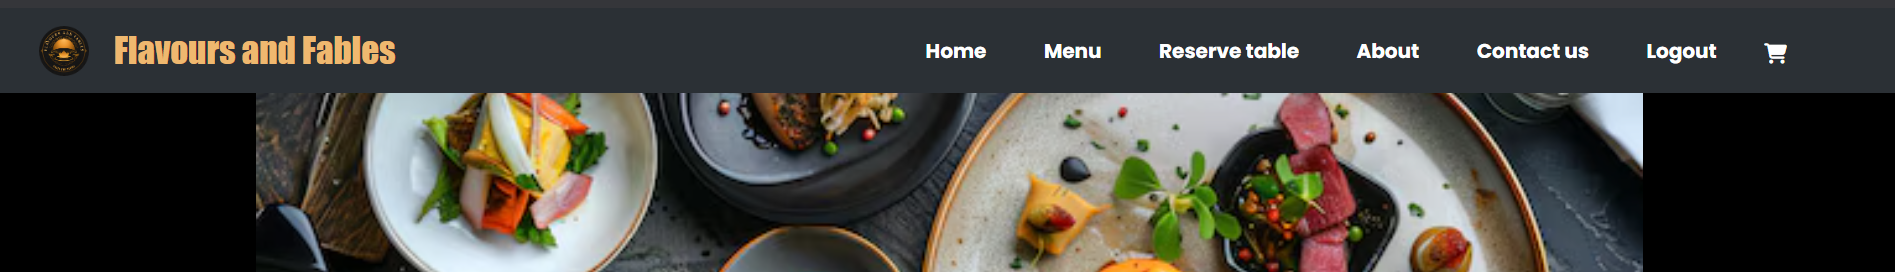 Flavours and Fables
Home Menu Reserve table About Contact us Logout